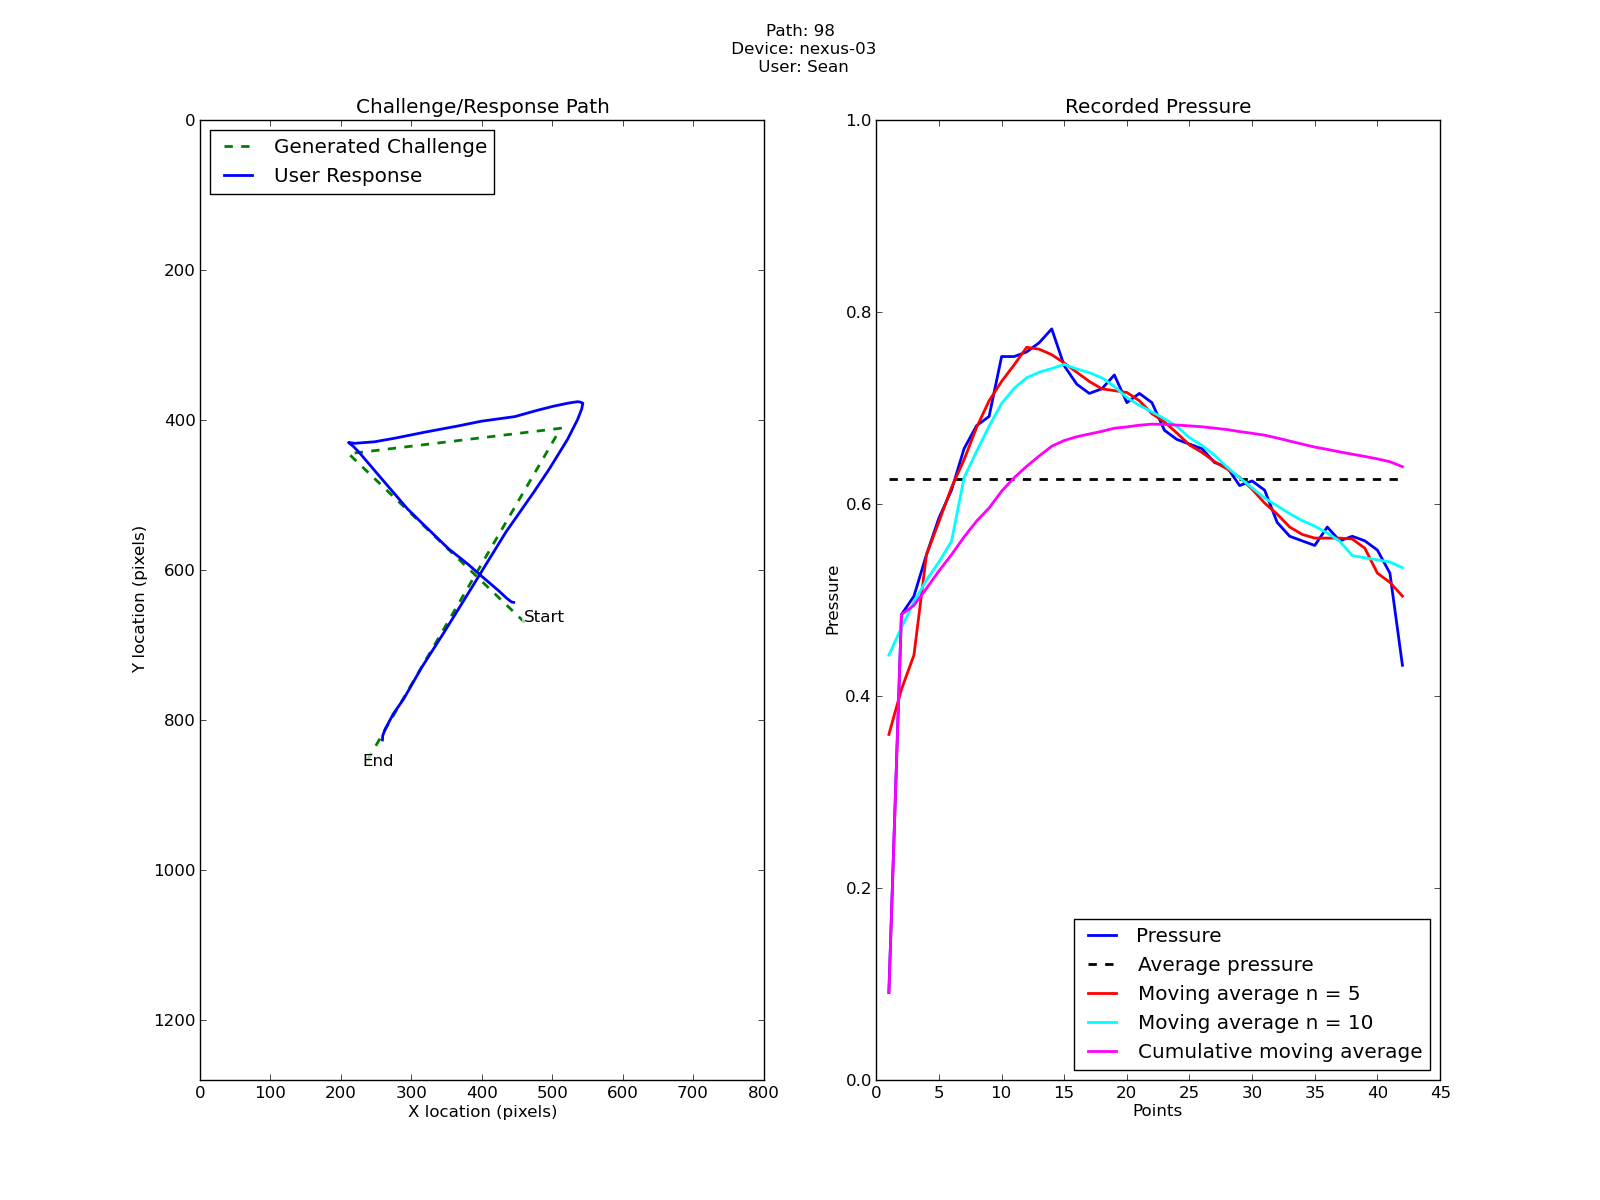 Path: 98
Device: nexus-03
User: Sean
Challenge/Response Path
Generated Challenge
User Response
0
200
400
600
800
1000
1200
Y location (pixels)
Start
End
0 100 200 300 400 500 600 700 800
X location (pixels)
Recorded Pressure
1.0
0.8
0.6
0.4
0.2
0.0
Pressure
Pressure
Average pressure
Moving average n = 5
Moving average n = 10
Cumulative moving average
0 5 10 15 20 25 30 35 40 45
Points